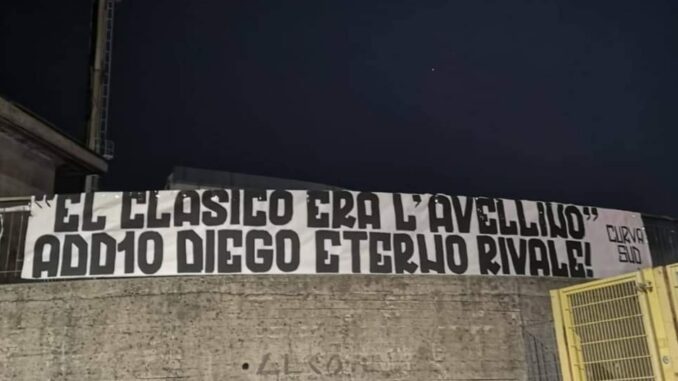 "EL CLASICO ERA L'AVELLINO"
ADD10 DIEGO ETERNO RIVALE!
CURVA
SUD